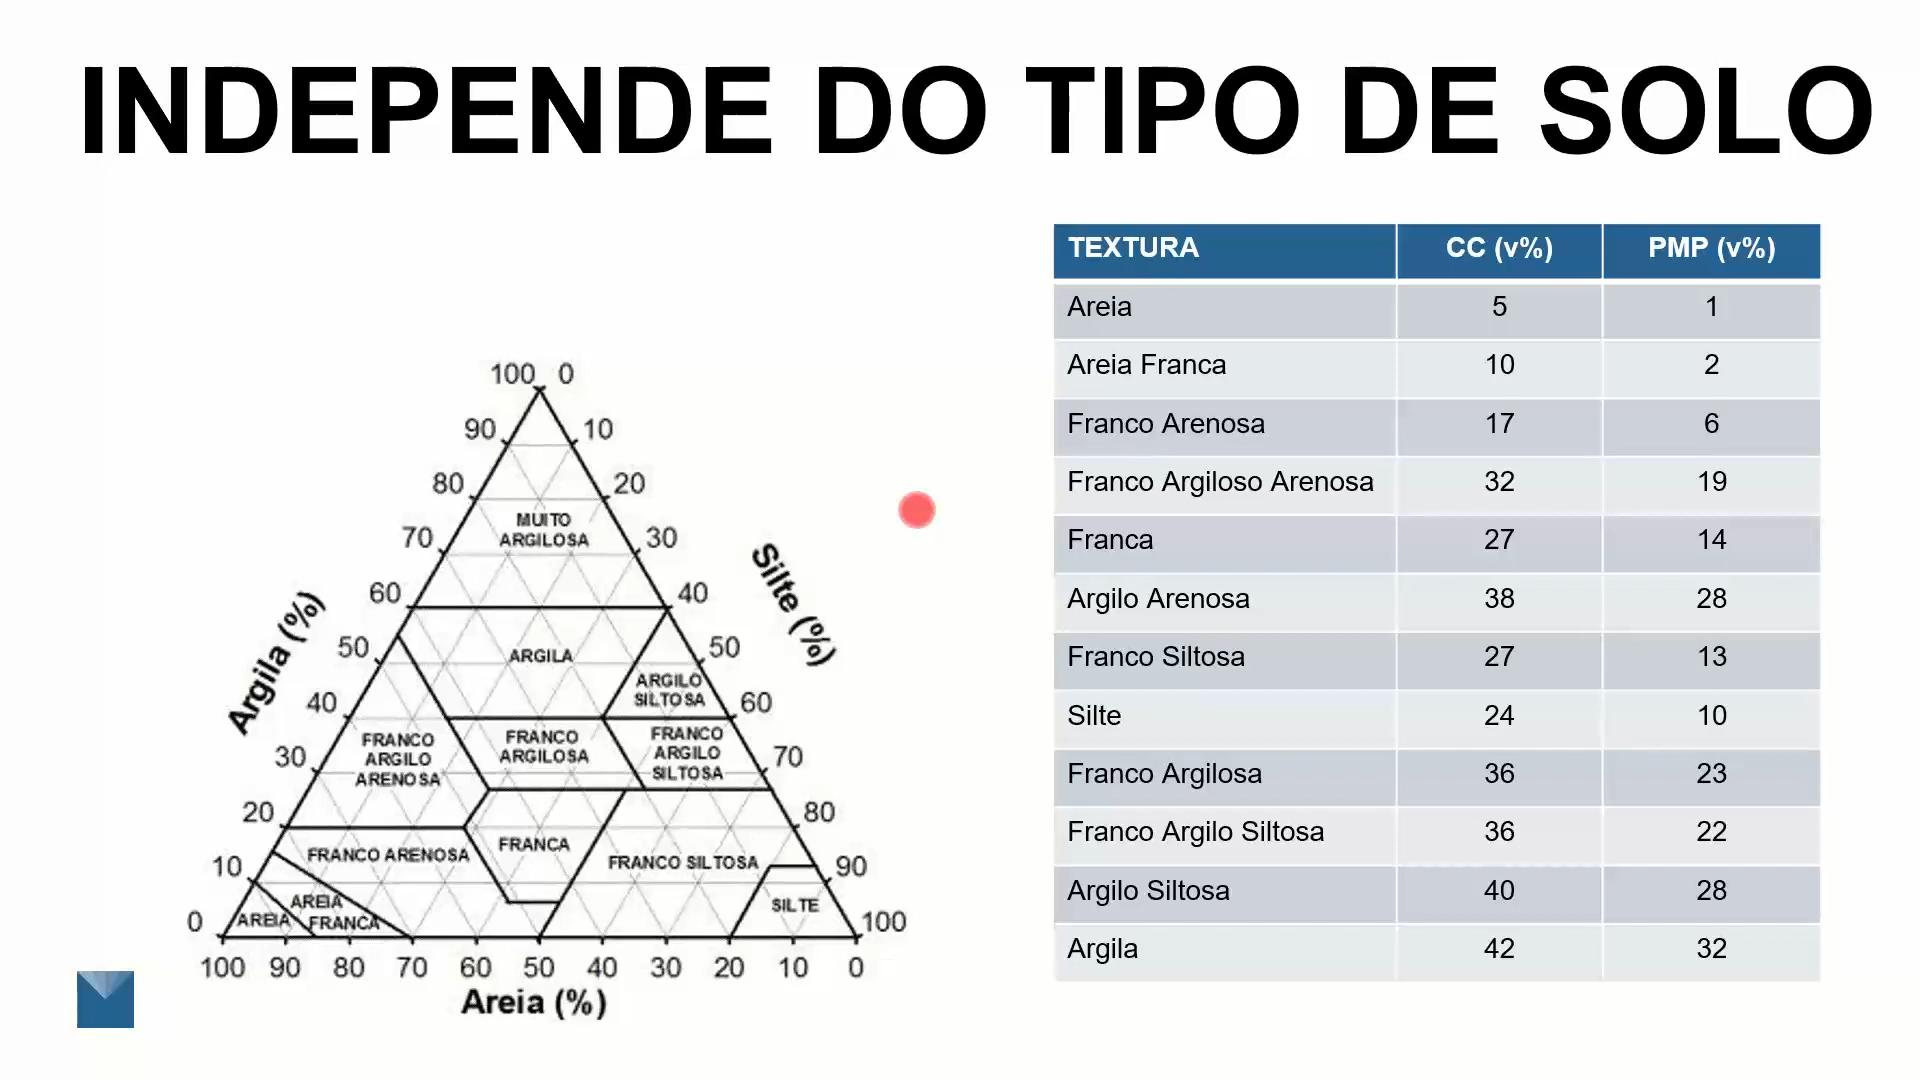 INDEPENDE DO TIPO DE SOLO
100 0
90 10
80 20
MUITO
ARGILOSA
70 30
60 40
Argila (%)
Silte (%)
50 50
ARGILA
ARGILO
SILTOSA
40 60
FRANCO
ARGILO
ARENOSA
FRANCO
ARGILOSA
FRANCO
ARGILO
SILTOSA
30 70
20 80
FRANCO ARENOSA
FRANCA
FRANCO SILTOSA
10 90
AREIA
AREIA
FRANCA
SILTE
0 100
100 90 80 70 60 50 40 30 20 10 0
Areia (%)
TEXTURA CC (v%) PMP (v%)
Areia 5 1
Areia Franca 10 2
Franco Arenosa 17 6
Franco Argiloso Arenosa 32 19
Franca 27 14
Argilo Arenosa 38 28
Franco Siltosa 27 13
Silte 24 10
Franco Argilosa 36 23
Franco Argilo Siltosa 36 22
Argilo Siltosa 40 28
Argila 42 32